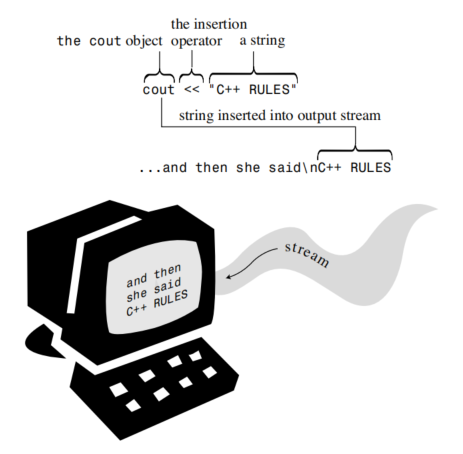 the insertion
the cout object operator a string
cout << "C++ RULES"
string inserted into output stream
...and then she said\nC++ RULES
stream
and then
she said
C++ RULES